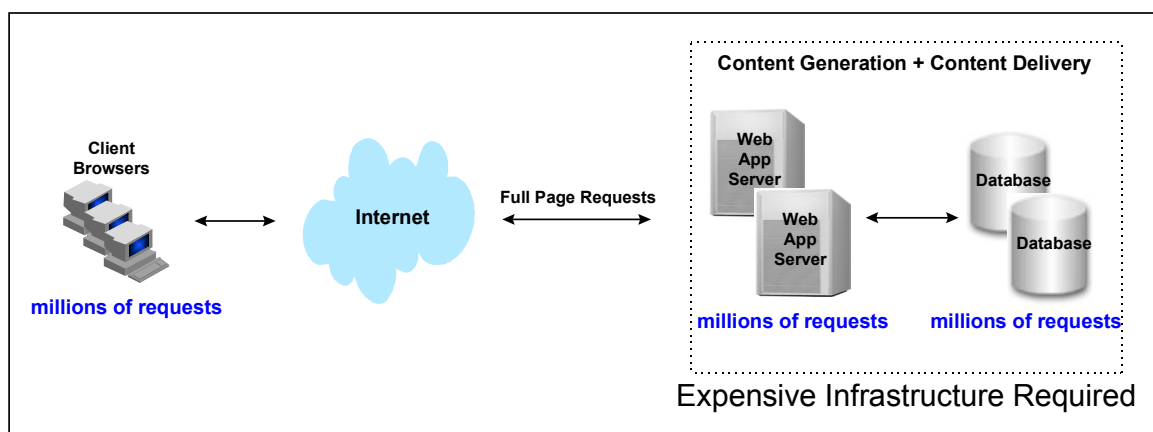 Content Generation + Content Delivery
Client
Browsers
Internet
Full Page Requests
Web
App
Server
Web
App
Server
Database
Database
millions of requests
millions of requests
millions of requests
Expensive Infrastructure Required